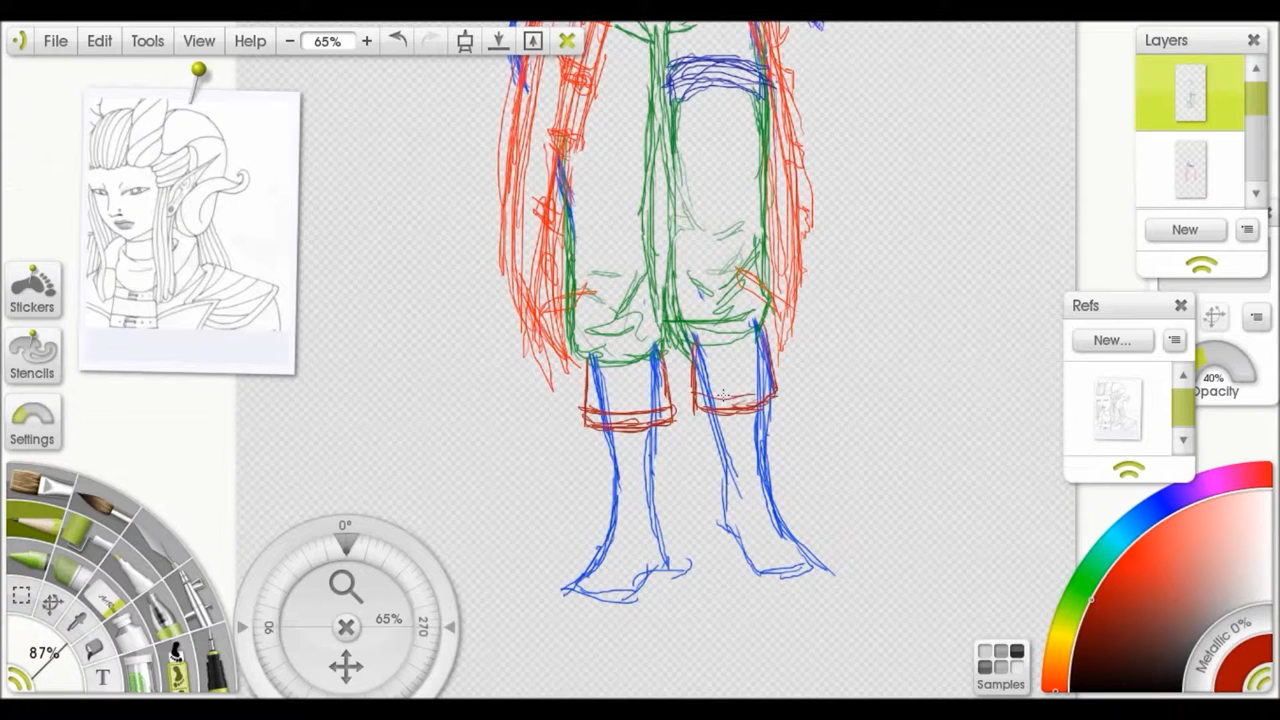 File Edit Tools View Help − 65% +
Layers
New
Refs
New...
Stickers
Stencils
Settings
40%
Opacity
0°
65%
90
270
87%
T
Samples
Metallic 0%